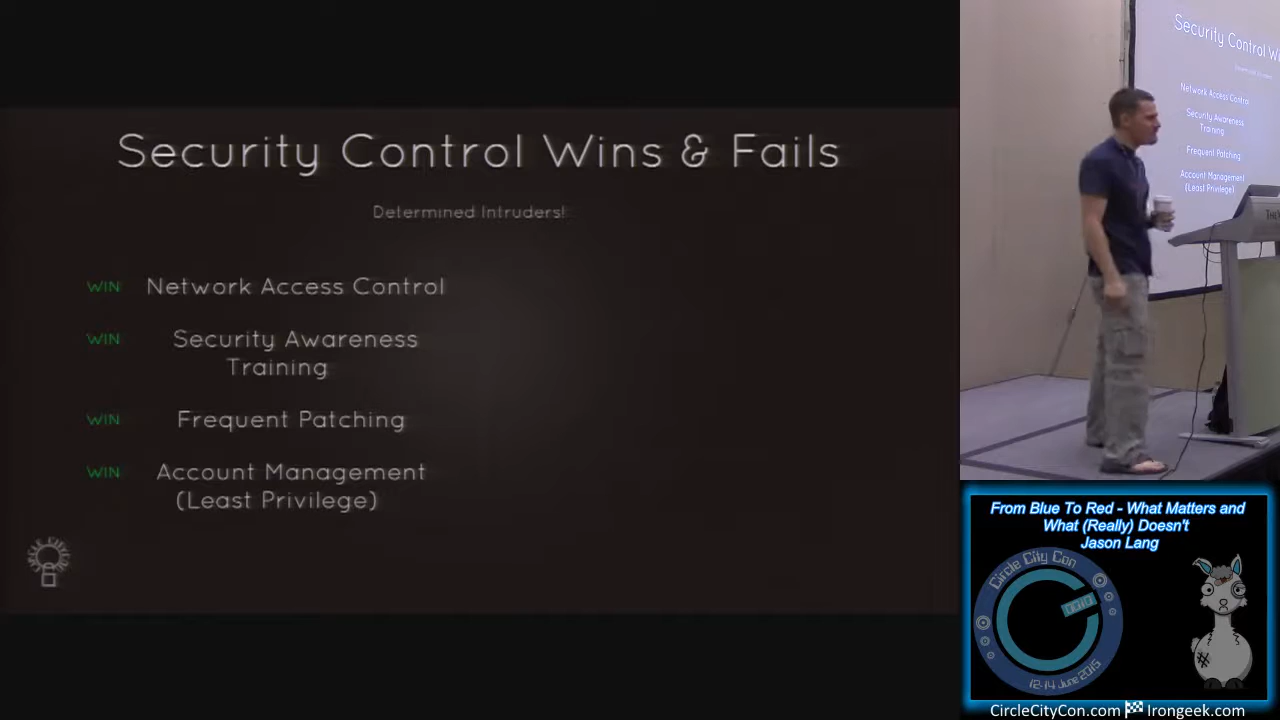 Security Control Wins & Fails
Determined Intruders!
WIN Network Access Control
WIN Security Awareness
Training
WIN Frequent Patching
WIN Account Management
(Least Privilege)
Security Control Wi
Network Access Control
Security Awareness
Training
Frequent Patching
Account Management
(Least Privilege)
From Blue To Red - What Matters and
What (Really) Doesn't
Jason Lang
Circle City Con
12-14 June 2015
CircleCityCon.com Irongeek.com